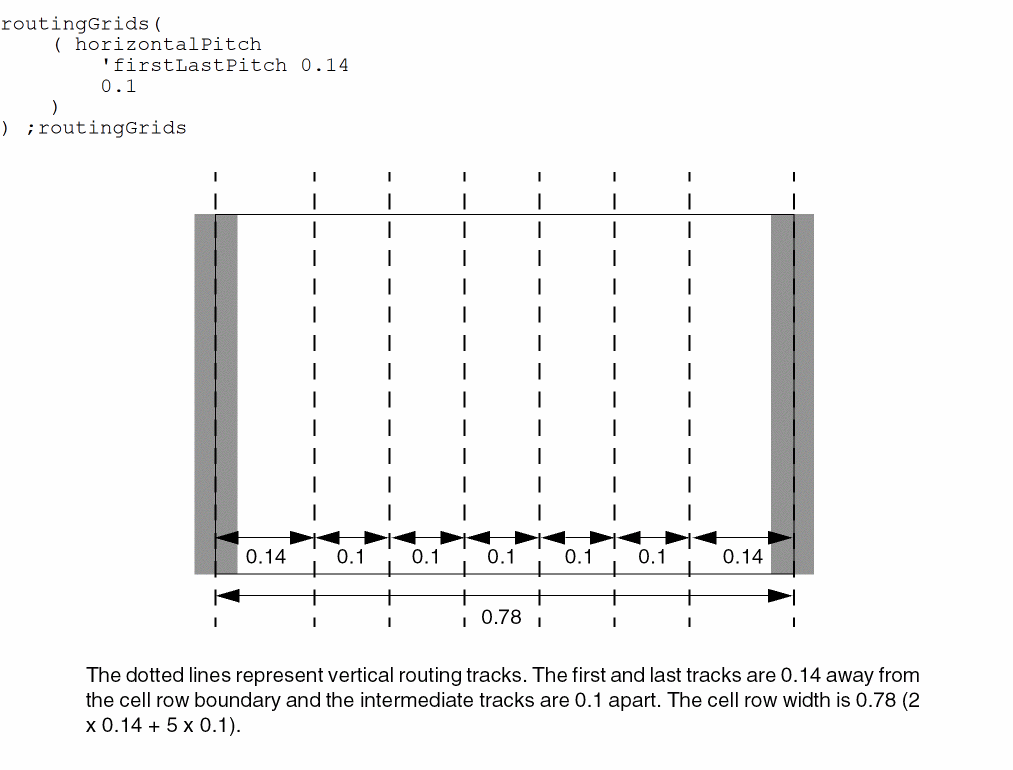 routingGrids(
( horizontalPitch
'firstLastPitch 0.14
0.1
)
) ;routingGrids
0.14 0.1 0.1 0.1 0.1 0.1 0.14
0.78
The dotted lines represent vertical routing tracks. The first and last tracks are 0.14 away from
the cell row boundary and the intermediate tracks are 0.1 apart. The cell row width is 0.78 (2
x 0.14 + 5 x 0.1).